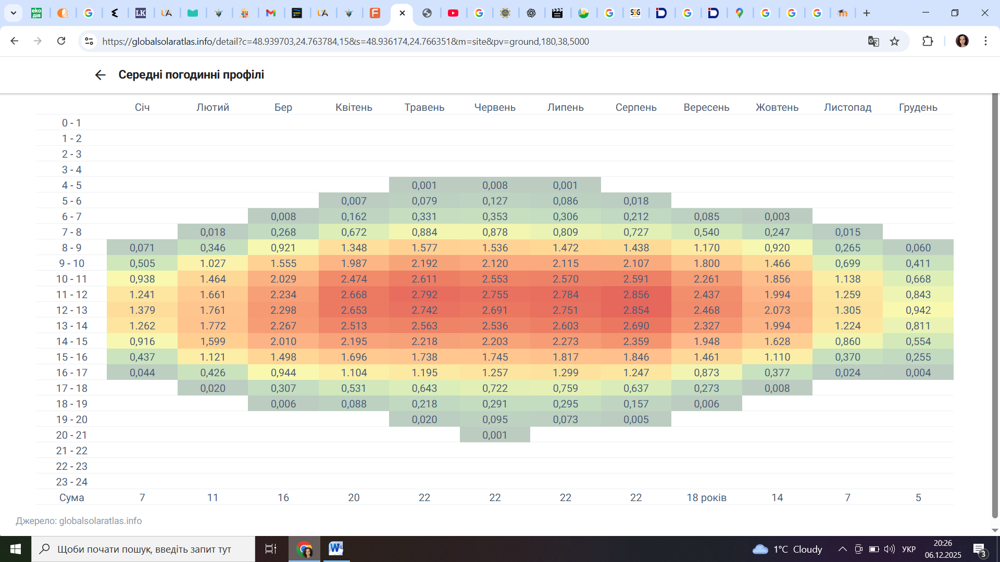 еко дія
LK
UA
UA
F
SSG
https://globalsolaratlas.info/detail?c=48.939703,24.763784,15&s=48.936174,24.766351&m=site&pv=ground,180,38,5000
Середні погодинні профілі
Січ Лютий Бер Квітень Травень Червень Липень Серпень Вересень Жовтень Листопад Грудень
0 - 1
1 - 2
2 - 3
3 - 4
4 - 5 0,001 0,008 0,001
5 - 6 0,007 0,079 0,127 0,086 0,018
6 - 7 0,008 0,162 0,331 0,353 0,306 0,212 0,085 0,003
7 - 8 0,018 0,268 0,672 0,884 0,878 0,809 0,727 0,540 0,247 0,015
8 - 9 0,071 0,346 0,921 1.348 1.577 1.536 1.472 1.438 1.170 0,920 0,265 0,060
9 - 10 0,505 1.027 1.555 1.987 2.192 2.120 2.115 2.107 1.800 1.466 0,699 0,411
10 - 11 0,938 1.464 2.029 2.474 2.611 2.553 2.570 2.591 2.261 1.856 1.138 0,668
11 - 12 1.241 1.661 2.234 2.668 2.792 2.755 2.784 2.856 2.437 1.994 1.259 0,843
12 - 13 1.379 1.761 2.298 2.653 2.742 2.691 2.751 2.854 2.468 2.073 1.305 0,942
13 - 14 1.262 1.772 2.267 2.513 2.563 2.536 2.603 2.690 2.327 1.994 1.224 0,811
14 - 15 0,916 1,599 2.010 2.195 2.218 2.203 2.273 2.359 1.948 1.628 0,860 0,554
15 - 16 0,437 1.121 1.498 1.696 1.738 1.745 1.817 1.846 1.461 1.110 0,370 0,255
16 - 17 0,044 0,426 0,944 1.104 1.195 1.257 1.299 1.247 0,873 0,377 0,024 0,004
17 - 18 0,020 0,307 0,531 0,643 0,722 0,759 0,637 0,273 0,008
18 - 19 0,006 0,088 0,218 0,291 0,295 0,157 0,006
19 - 20 0,020 0,095 0,073 0,005
20 - 21 0,001
21 - 22
22 - 23
23 - 24
Сума 7 11 16 20 22 22 22 22 18 років 14 7 5
Джерело: globalsolaratlas.info
Щоби почати пошук, введіть запит тут
1°C Cloudy
УКР
20:26
06.12.2025
3